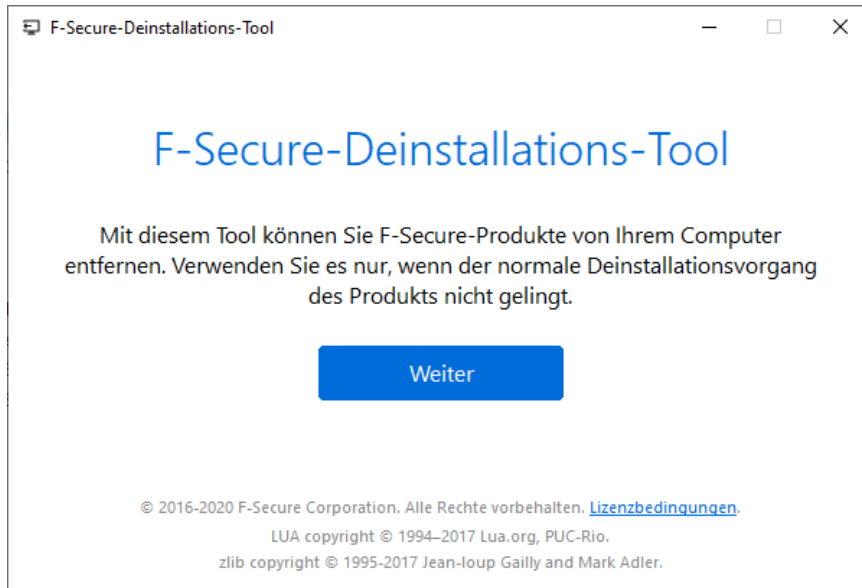 F-Secure-Deinstallations-Tool
F-Secure-Deinstallations-Tool
Mit diesem Tool können Sie F-Secure-Produkte von Ihrem Computer
entfernen. Verwenden Sie es nur, wenn der normale Deinstallationsvorgang
des Produkts nicht gelingt.
Weiter
© 2016-2020 F-Secure Corporation. Alle Rechte vorbehalten. Lizenzbedingungen.
LUA copyright © 1994–2017 Lua.org, PUC-Rio.
zlib copyright © 1995-2017 Jean-loup Gailly and Mark Adler.